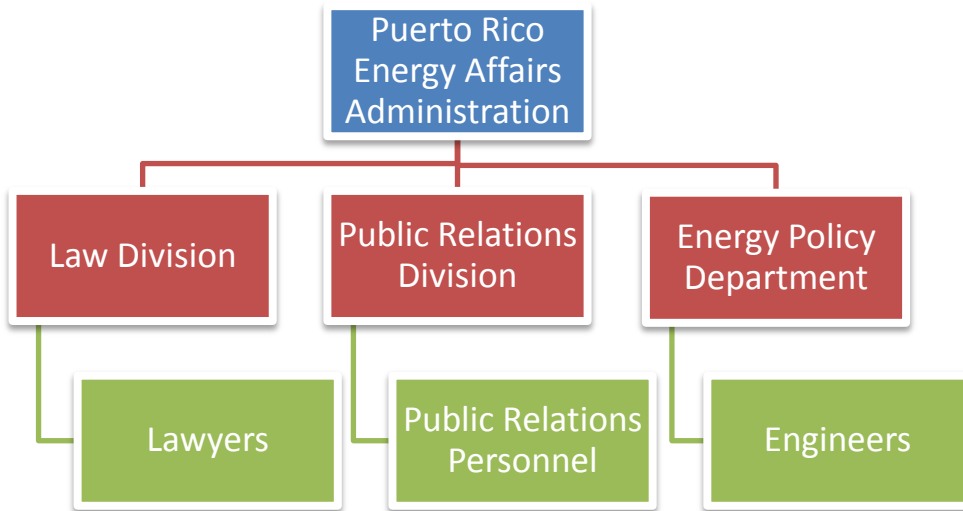 Puerto Rico
Energy Affairs
Administration
Law Division
Public Relations
Division
Energy Policy
Department
Lawyers
Public Relations
Personnel
Engineers